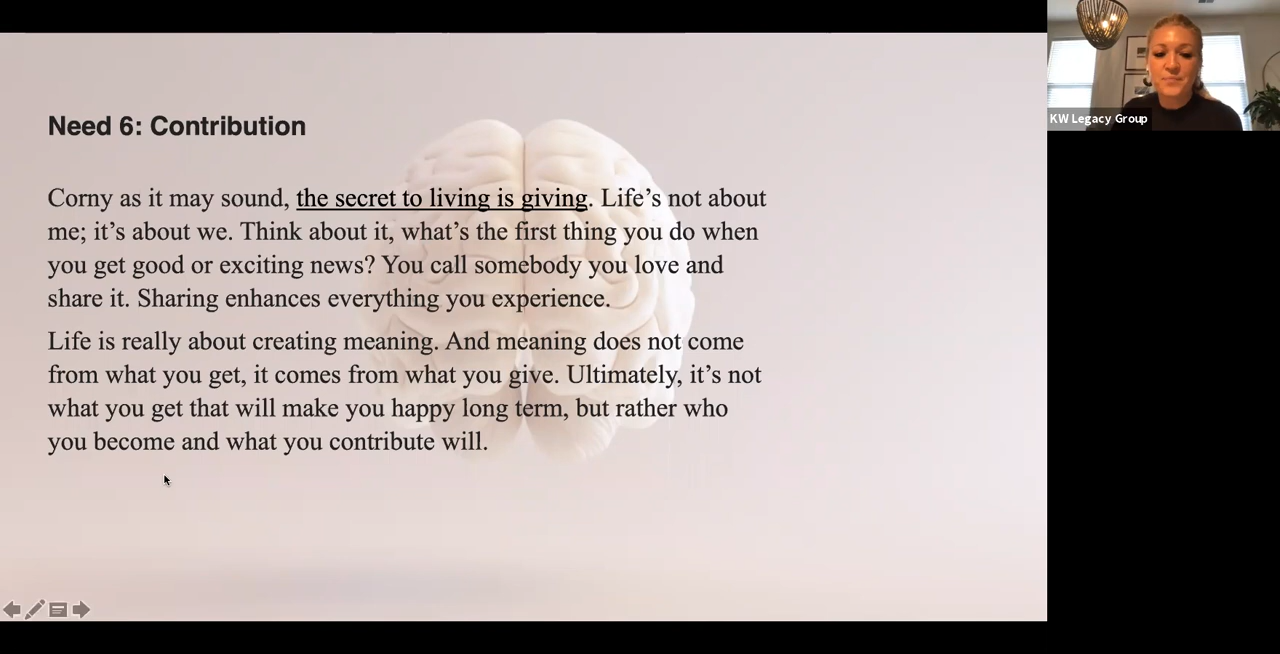 Need 6: Contribution
Corny as it may sound, the secret to living is giving. Life’s not about
me; it’s about we. Think about it, what’s the first thing you do when
you get good or exciting news? You call somebody you love and
share it. Sharing enhances everything you experience.
Life is really about creating meaning. And meaning does not come
from what you get, it comes from what you give. Ultimately, it’s not
what you get that will make you happy long term, but rather who
you become and what you contribute will.
KW Legacy Group